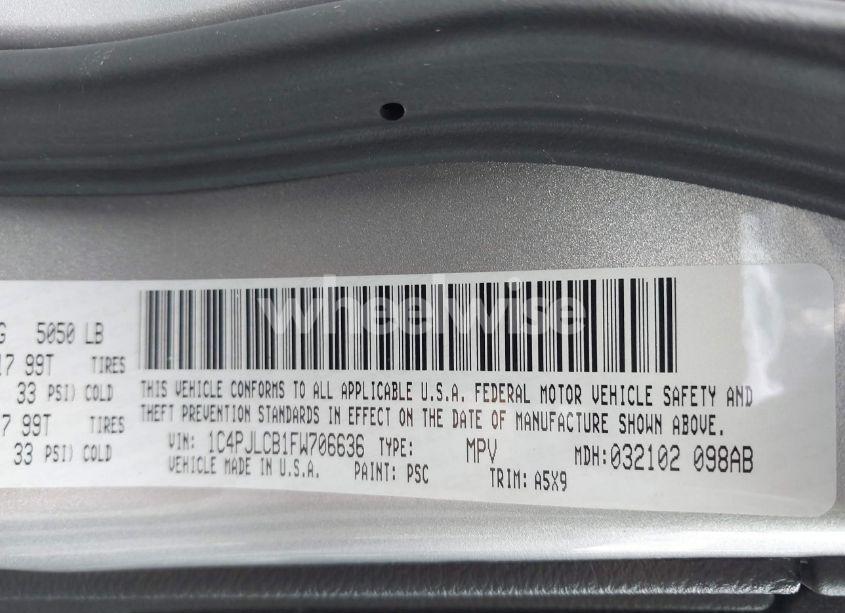 wheelwise
G 5050 LB
17 99T TIRES
33 PSI) COLD
7 99T TIRES
33 PSI) COLD
THIS VEHICLE CONFORMS TO ALL APPLICABLE U.S.A. FEDERAL MOTOR VEHICLE SAFETY AND
THEFT PREVENTION STANDARDS IN EFFECT ON THE DATE OF MANUFACTURE SHOWN ABOVE.
VIN: 1C4PJLCB1FW706636 TYPE: MPV MDH: 032102 098AB
VEHICLE MADE IN U.S.A. PAINT: PSC TRIM: A5X9